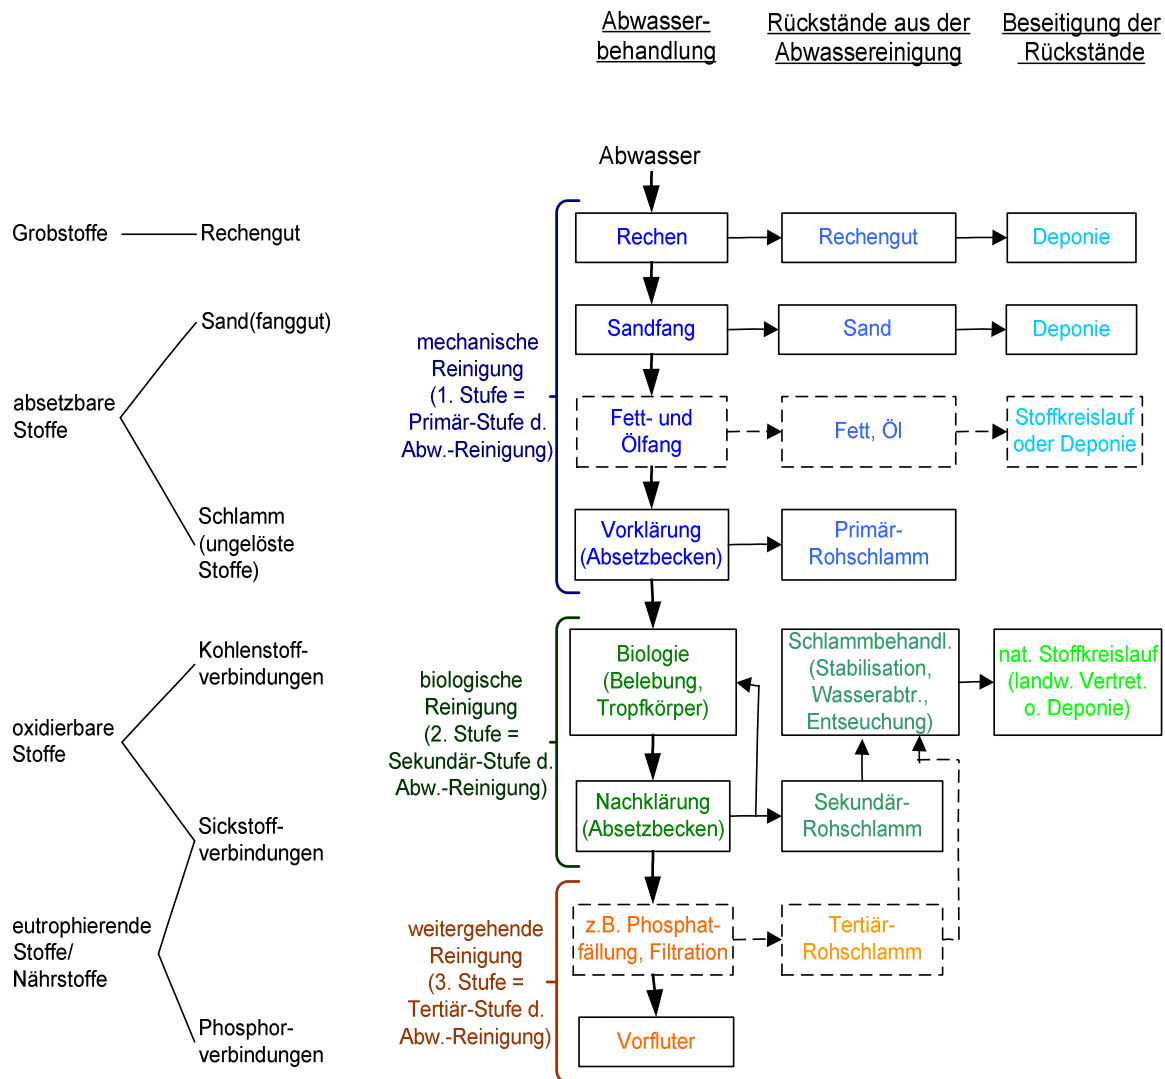 Abwasser-
behandlung
Rückstände aus der
Abwassereinigung
Beseitigung der
Rückstände
Abwasser
Grobstoffe
Rechengut
Rechen
Rechengut
Deponie
Sand(fanggut)
Sandfang
Sand
Deponie
mechanische
Reinigung
(1. Stufe =
Primär-Stufe d.
Abw.-Reinigung)
absetzbare
Stoffe
Fett- und
Ölfang
Fett, Öl
Stoffkreislauf
oder Deponie
Schlamm
(ungelöste
Stoffe)
Vorklärung
(Absetzbecken)
Primär-
Rohschlamm
Kohlenstoff-
verbindungen
oxidierbare
Stoffe
biologische
Reinigung
(2. Stufe =
Sekundär-Stufe d.
Abw.-Reinigung)
Biologie
(Belebung,
Tropfkörper)
Schlammbehandl.
(Stabilisation,
Wasserabtr.,
Entseuchung)
nat. Stoffkreislauf
(landw. Vertret.
o. Deponie)
Sickstoff-
verbindungen
Nachklärung
(Absetzbecken)
Sekundär-
Rohschlamm
eutrophierende
Stoffe/
Nährstoffe
weitergehende
Reinigung
(3. Stufe =
Tertiär-Stufe d.
Abw.-Reinigung)
z.B. Phosphat-
fällung, Filtration
Tertiär-
Rohschlamm
Phosphor-
verbindungen
Vorfluter